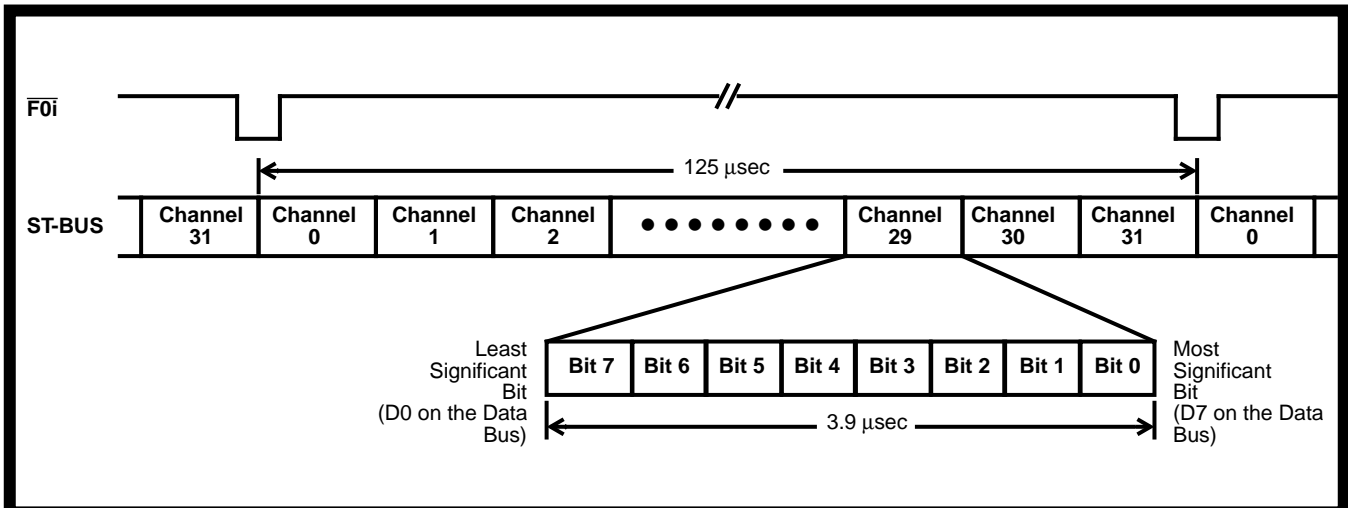 F0i
125 μsec
ST-BUS
Channel 31
Channel 0
Channel 1
Channel 2
Channel 29
Channel 30
Channel 31
Channel 0
Least
Significant
Bit
(D0 on the Data
Bus)
Bit 7
Bit 6
Bit 5
Bit 4
Bit 3
Bit 2
Bit 1
Bit 0
Most
Significant
Bit
(D7 on the Data
Bus)
3.9 μsec